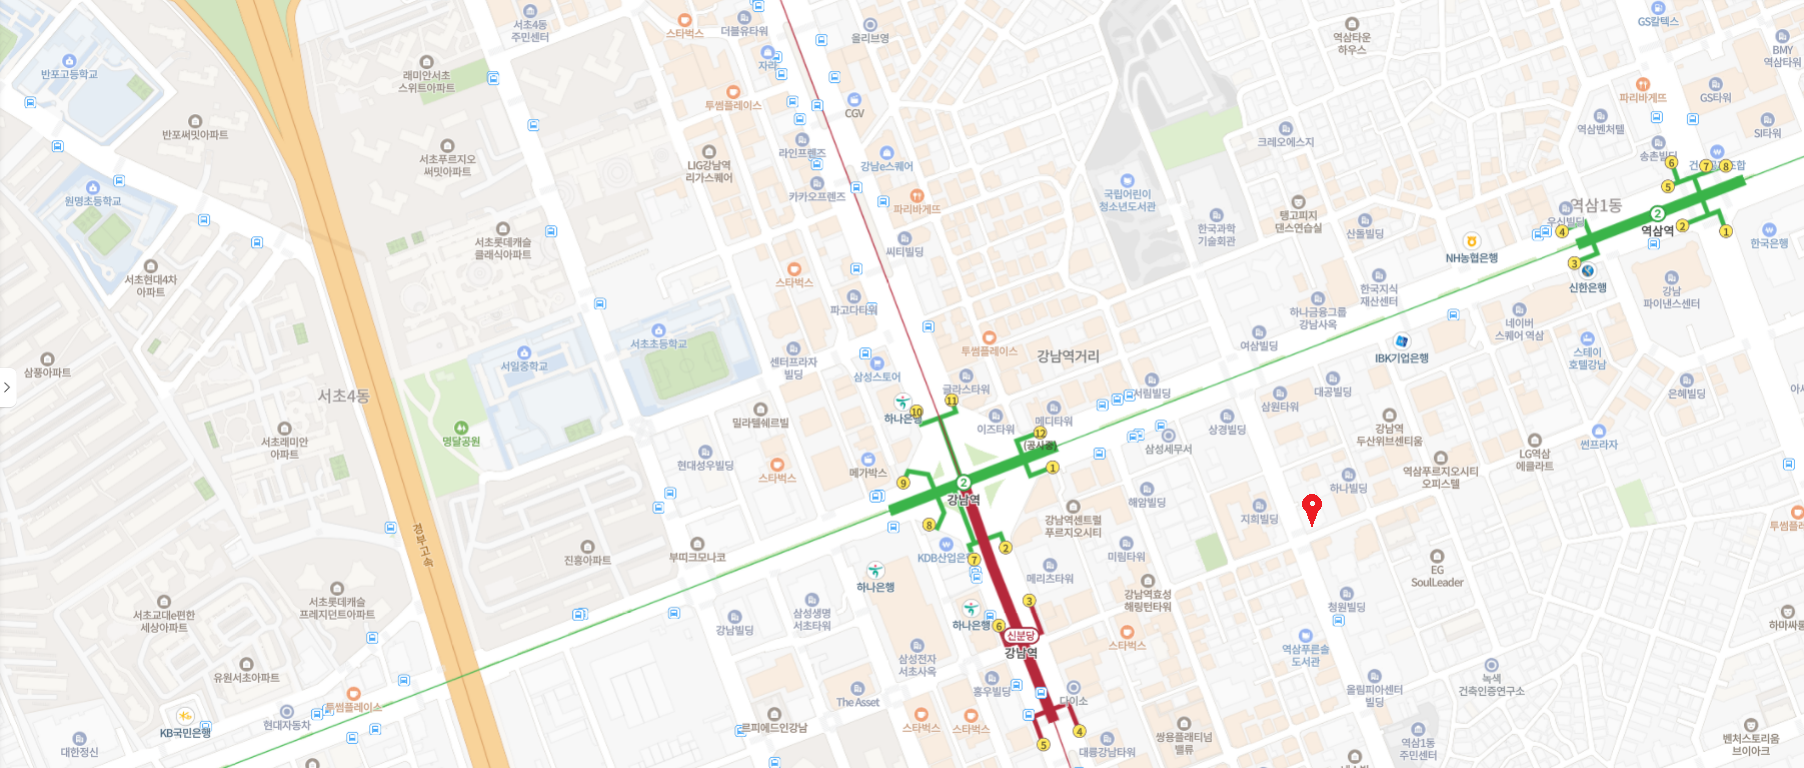 서초4동
주민센터
스타벅스
더블유타워
올리브영
역삼타운
하우스
GS칼텍스
BMY
역삼타워
반포고등학교
래미안서초
스위트아파트
자라
투썸플레이스
CGV
파리바게뜨
GS타워
반포써밋아파트
서초푸르지오
써밋아파트
LIG강남역
리가스퀘어
라인프렌즈
강남e스퀘어
크레오에스지
역삼벤처텔
SI타워
송촌빌딩
6
7
8
5
원명초등학교
카카오프렌즈
파리바게뜨
국립어린이
청소년도서관
한국과학
기술회관
탱고피지
댄스연습실
산돌빌딩
역삼1동
우신빌딩
4
2
역삼역
2
1
한국은행
서초롯데캐슬
클래식아파트
씨티빌딩
NH농협은행
3
신한은행
서초현대4차
아파트
스타벅스
파고다타워
한국지식
재산센터
하나금융그룹
강남사옥
강남
파이낸스센터
네이버
스퀘어 역삼
서초초등학교
서일중학교
센터프라자
빌딩
삼성스토어
투썸플레이스
강남역거리
여삼빌딩
IBK기업은행
스테이
호텔강남
삼풍아파트
서초4동
글라스타워
서림빌딩
대공빌딩
삼원타워
은혜빌딩
하나은행
10
11
밀라텔쉐르빌
이즈타워
메디타워
12
(공사중)
상경빌딩
강남역
두산위브센티움
서초래미안
아파트
명달공원
삼성세무서
썬프라자
LG역삼
에클라트
현대성우빌딩
스타벅스
메가박스
9
2
강남역
1
역삼푸르지오시티
오피스텔
하나빌딩
해암빌딩
지희빌딩
강남역센트럴
푸르지오시티
투썸플레
경부고속
8
2
7
진흥아파트
부띠크모나코
하나은행
메리츠타워
미림타워
EG
SoulLeader
강남역효성
해링턴타워
청원빌딩
서초교대e편한
세상아파트
서초롯데캐슬
프레지던트아파트
강남빌딩
삼성생명
서초타워
하나은행
6
3
신분당
강남역
스타벅스
역삼푸른솔
도서관
유원서초아파트
삼성전자
서초사옥
홍우빌딩
다이소
올림피아센터
빌딩
녹색
건축인증연구소
투썸플레이스
현대자동차
KB국민은행
대한정신
The Asset
스타벅스
스타벅스
5
4
대륭강남타워
쌍용플래티넘
밸류
역삼1동
주민센터
벤처스토리움
브이아크